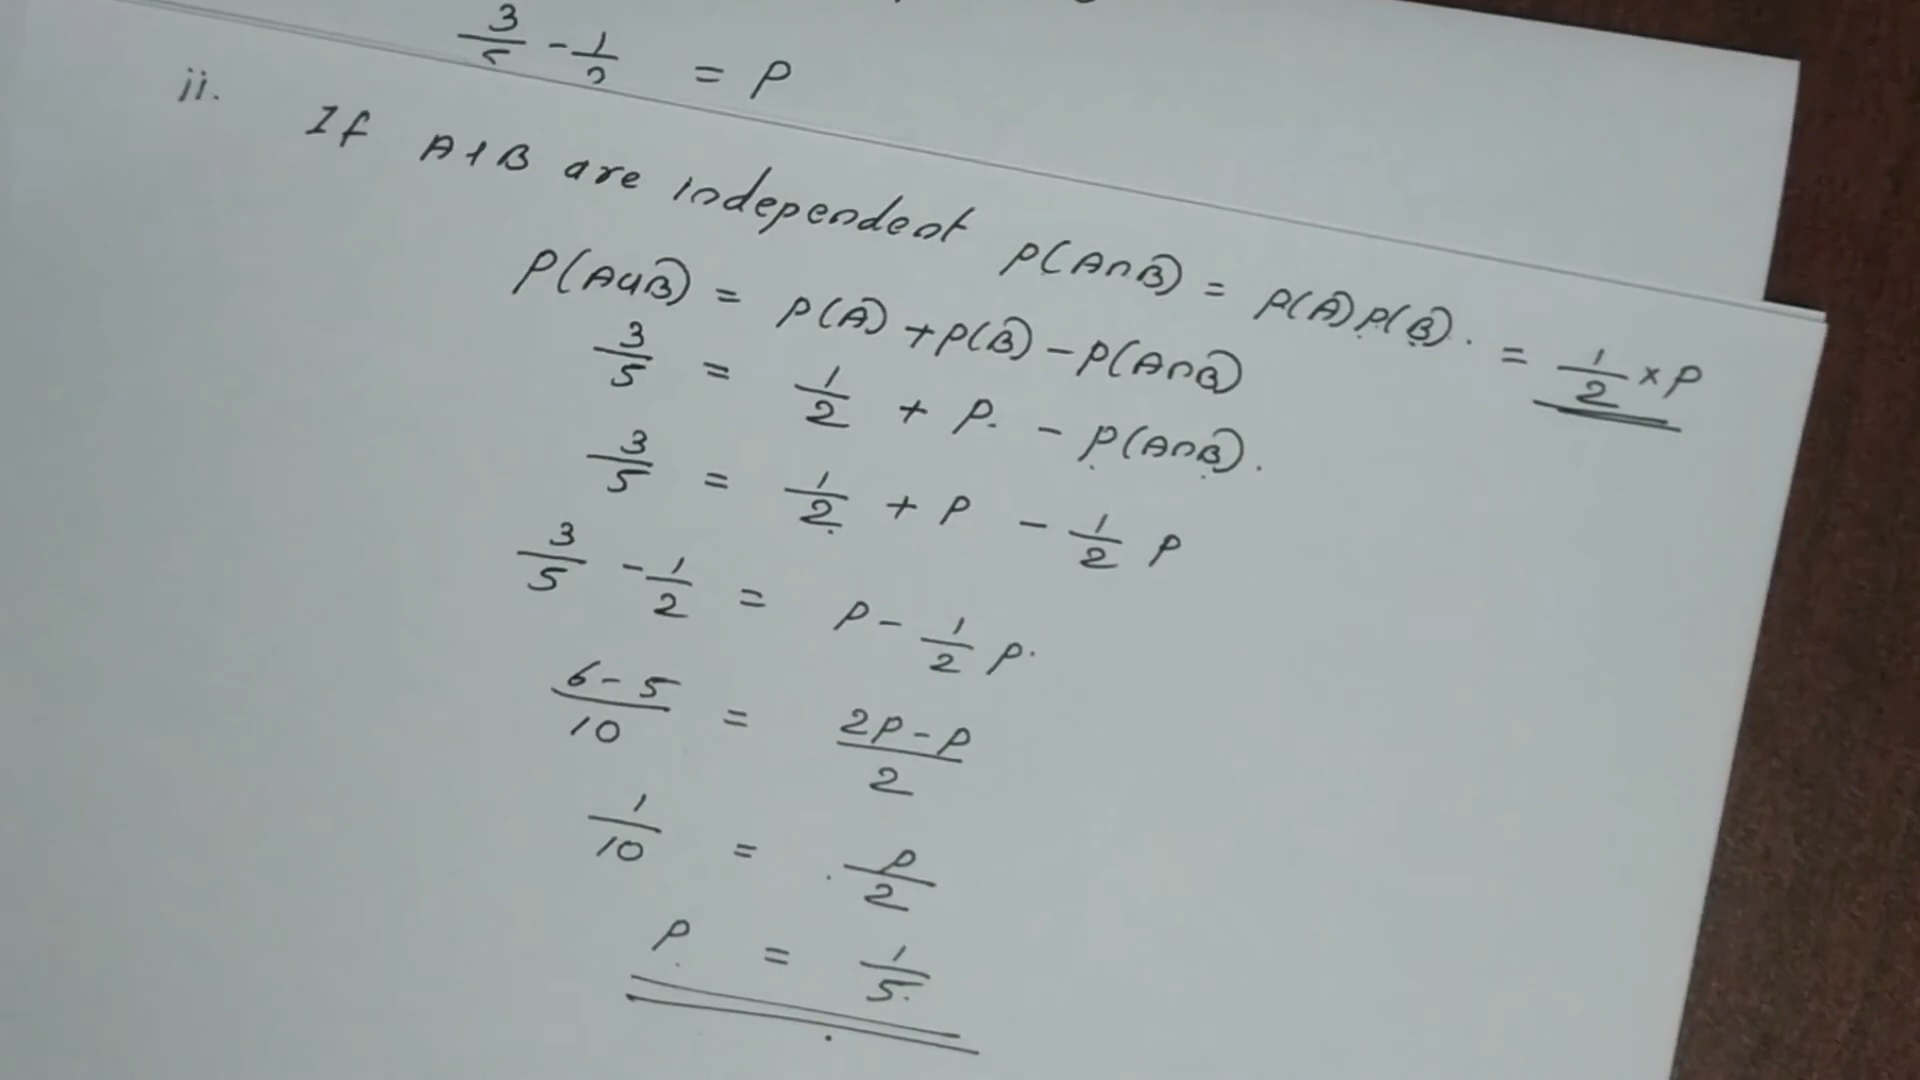 3/5 - 1/2 = P
ii. If A & B are independent P(A∩B) = P(A)P(B). = 1/2 × P
P(A∪B) = P(A) + P(B) - P(A∩B)
3/5 = 1/2 + P. - P(A∩B).
3/5 = 1/2 + P - 1/2 P
3/5 - 1/2 = P - 1/2 P.
6-5/10 = 2P-P/2
1/10 = P/2
P = 1/5